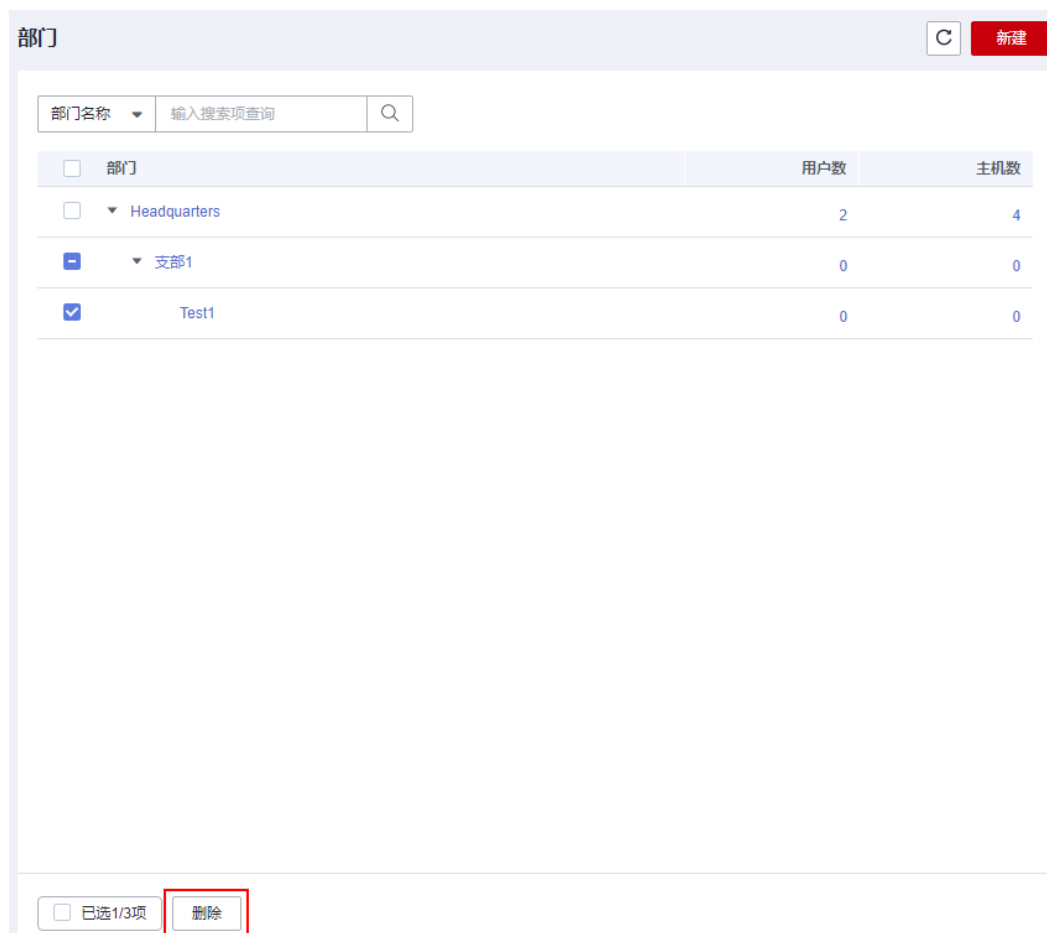 部门
新建
部门名称 输入搜索项查询
部门 用户数 主机数
Headquarters 2 4
支部1 0 0
Test1 0 0
已选1/3项 删除